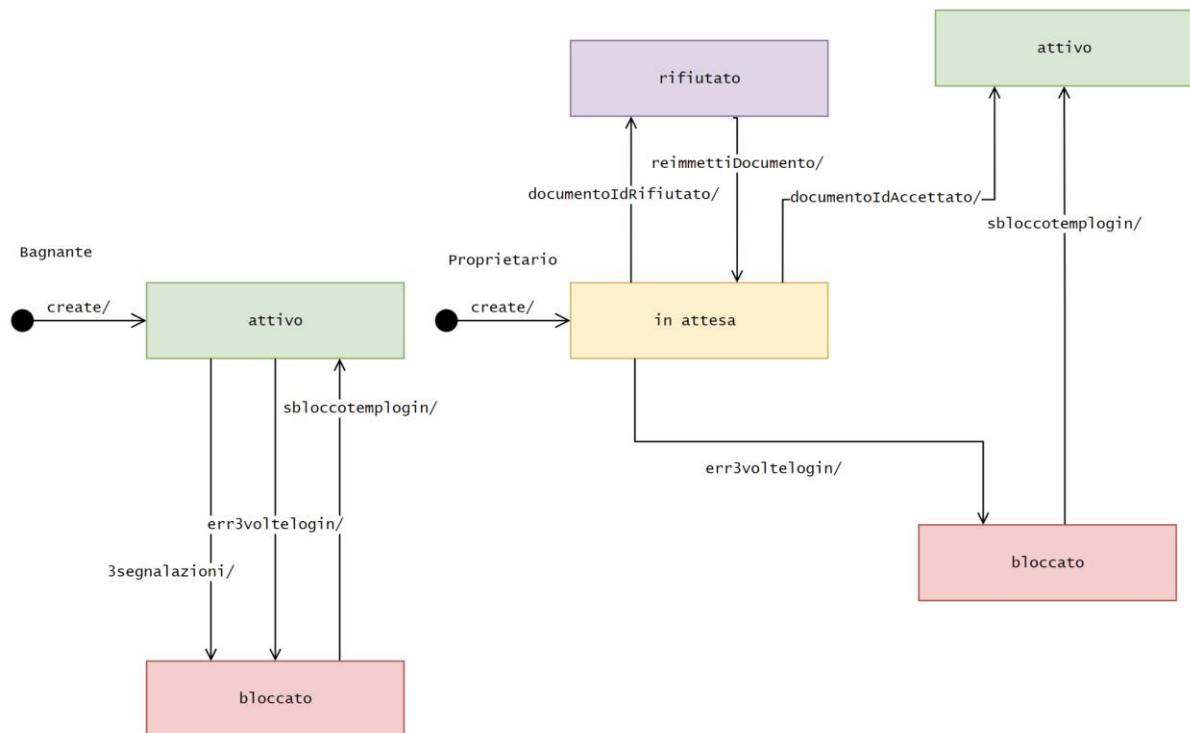 attivo
rifiutato
reimmettiDocumento/
documentoIdRifiutato/
documentoIdAccettato/
sbloccotemplogin/
Bagnante
Proprietario
create/
attivo
create/
in attesa
sbloccotemplogin/
err3voltelogin/
err3voltelogin/
3segnalazioni/
bloccato
bloccato